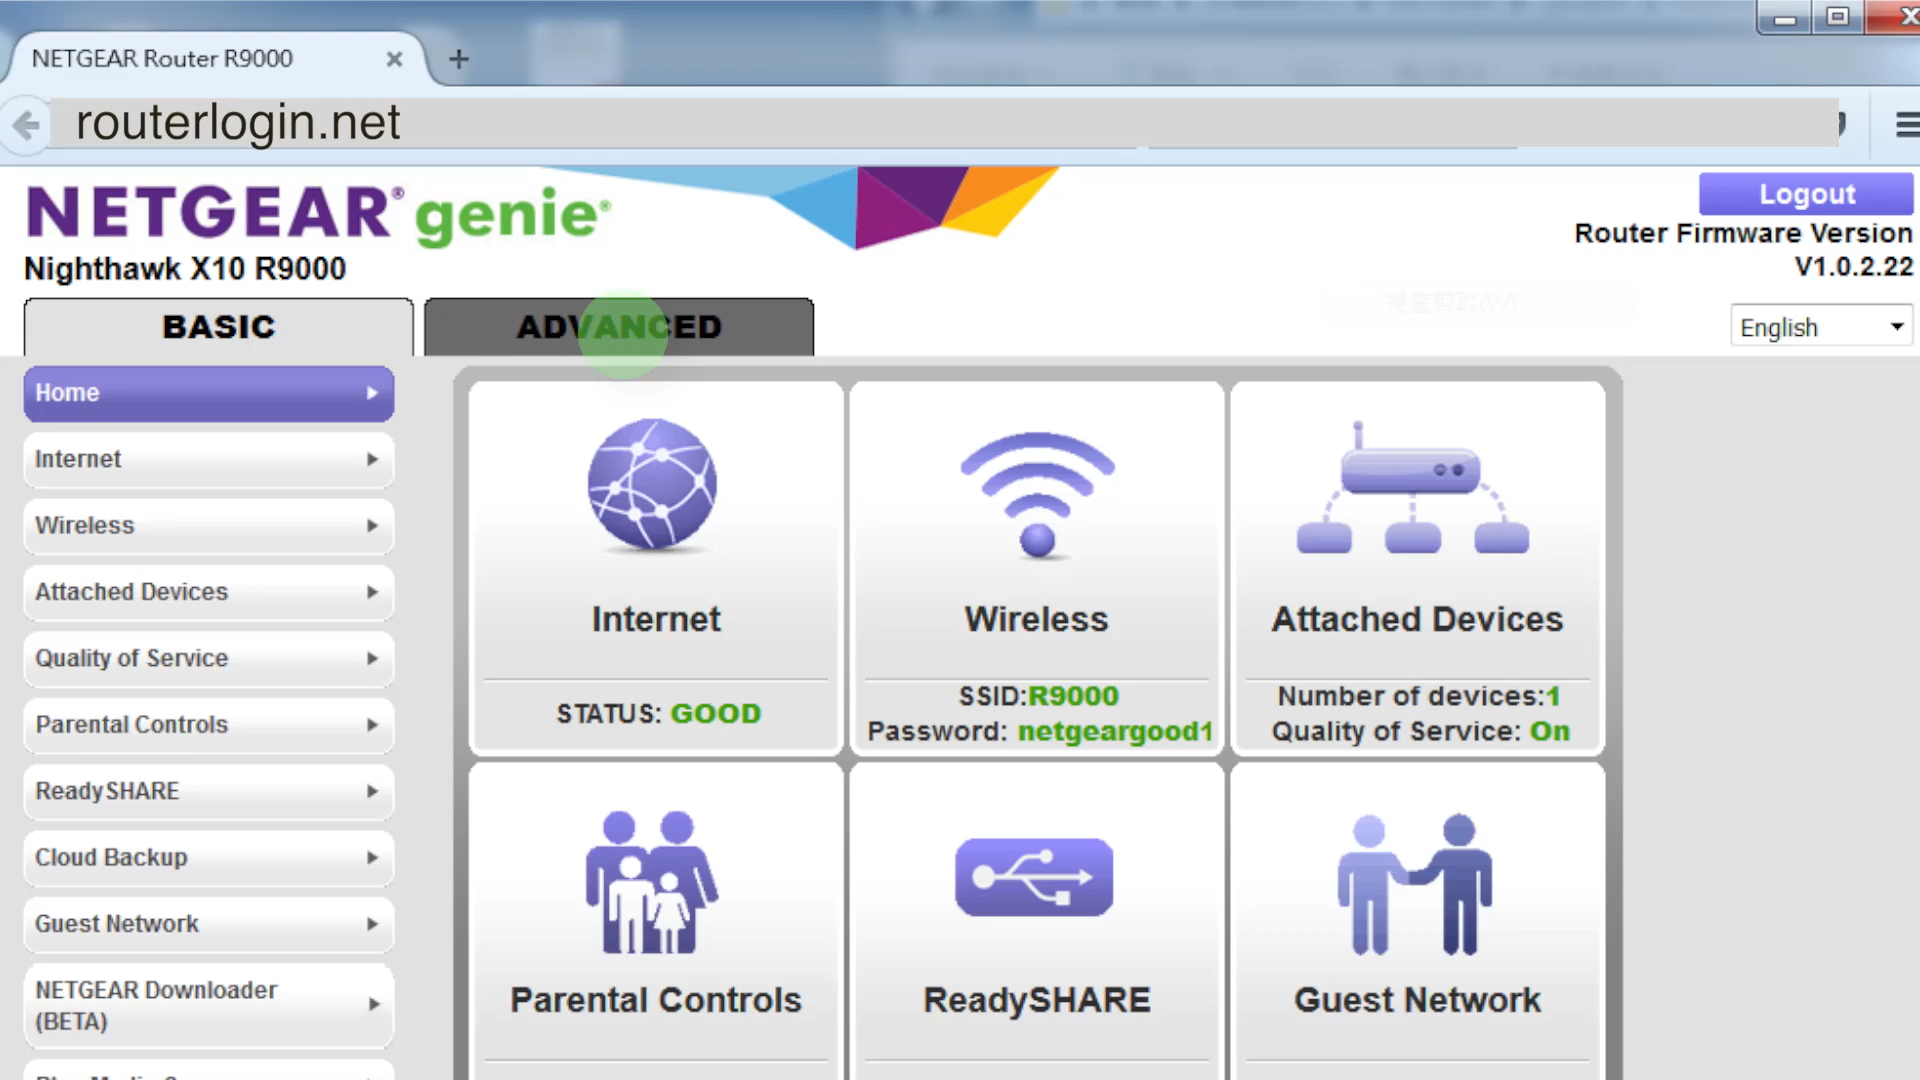 NETGEAR Router R9000
routerlogin.net
NETGEAR® genie®
Logout
Router Firmware Version
V1.0.2.22
Nighthawk X10 R9000
BASIC
ADVANCED
English
Home
Internet
Wireless
Attached Devices
Quality of Service
Parental Controls
ReadySHARE
Cloud Backup
Guest Network
NETGEAR Downloader
(BETA)
Internet
STATUS: GOOD
Wireless
SSID:R9000
Password: netgeargood1
Attached Devices
Number of devices:1
Quality of Service: On
Parental Controls
ReadySHARE
Guest Network